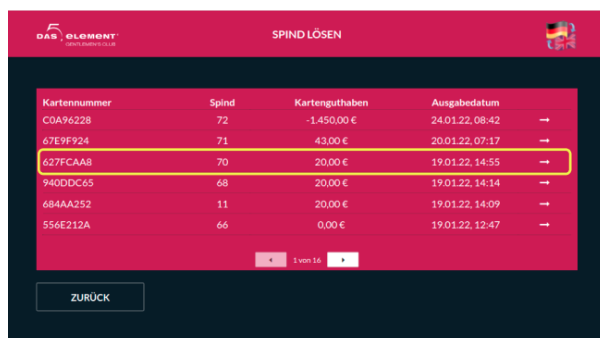 DAS 5. ELEMENT
GENTLEMEN'S CLUB
SPIND LÖSEN
Kartennummer Spind Kartenguthaben Ausgabedatum
C0A96228 72 -1.450,00 € 24.01.22, 08:42 →
67E9F924 71 43,00 € 20.01.22, 07:17 →
627FCAA8 70 20,00 € 19.01.22, 14:55 →
940DDC65 68 20,00 € 19.01.22, 14:14 →
684AA252 11 20,00 € 19.01.22, 14:09 →
556E212A 66 0,00 € 19.01.22, 12:47 →
1 von 16
ZURÜCK